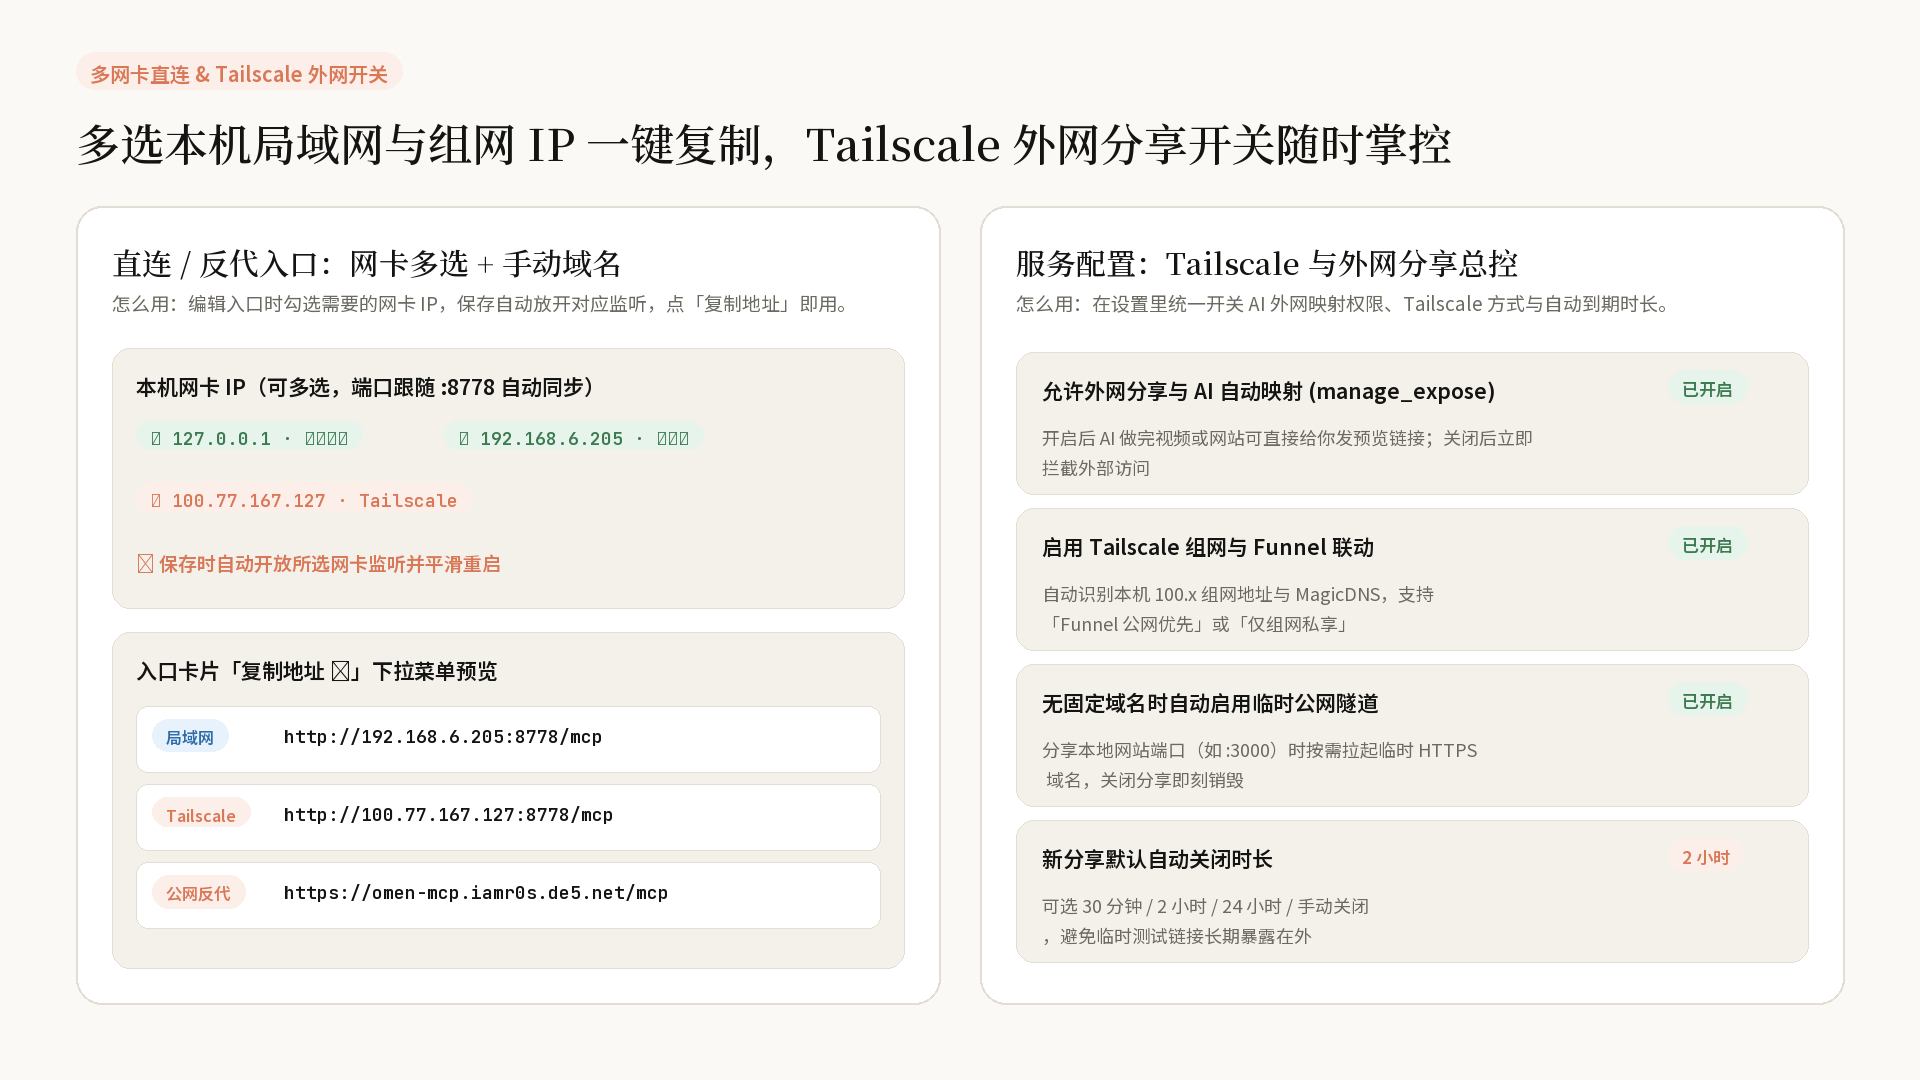 多网卡直连 & Tailscale 外网开关
多选本机局域网与组网 IP 一键复制，Tailscale 外网分享开关随时掌控
直连 / 反代入口：网卡多选 + 手动域名
怎么用：编辑入口时勾选需要的网卡 IP，保存自动放开对应监听，点「复制地址」即用。
本机网卡 IP（可多选，端口跟随 :8778 自动同步）
127.0.0.1 ·
192.168.6.205 ·
100.77.167.127 · Tailscale
保存时自动开放所选网卡监听并平滑重启
入口卡片「复制地址 」下拉菜单预览
局域网 http://192.168.6.205:8778/mcp
Tailscale http://100.77.167.127:8778/mcp
公网反代 https://omen-mcp.iamr0s.de5.net/mcp
服务配置：Tailscale 与外网分享总控
怎么用：在设置里统一开关 AI 外网映射权限、Tailscale 方式与自动到期时长。
允许外网分享与 AI 自动映射 (manage_expose) 已开启
开启后 AI 做完视频或网站可直接给你发预览链接；关闭后立即
拦截外部访问
启用 Tailscale 组网与 Funnel 联动 已开启
自动识别本机 100.x 组网地址与 MagicDNS，支持
「Funnel 公网优先」或「仅组网私享」
无固定域名时自动启用临时公网隧道 已开启
分享本地网站端口（如 :3000）时按需拉起临时 HTTPS
域名，关闭分享即刻销毁
新分享默认自动关闭时长 2 小时
可选 30 分钟 / 2 小时 / 24 小时 / 手动关闭
，避免临时测试链接长期暴露在外